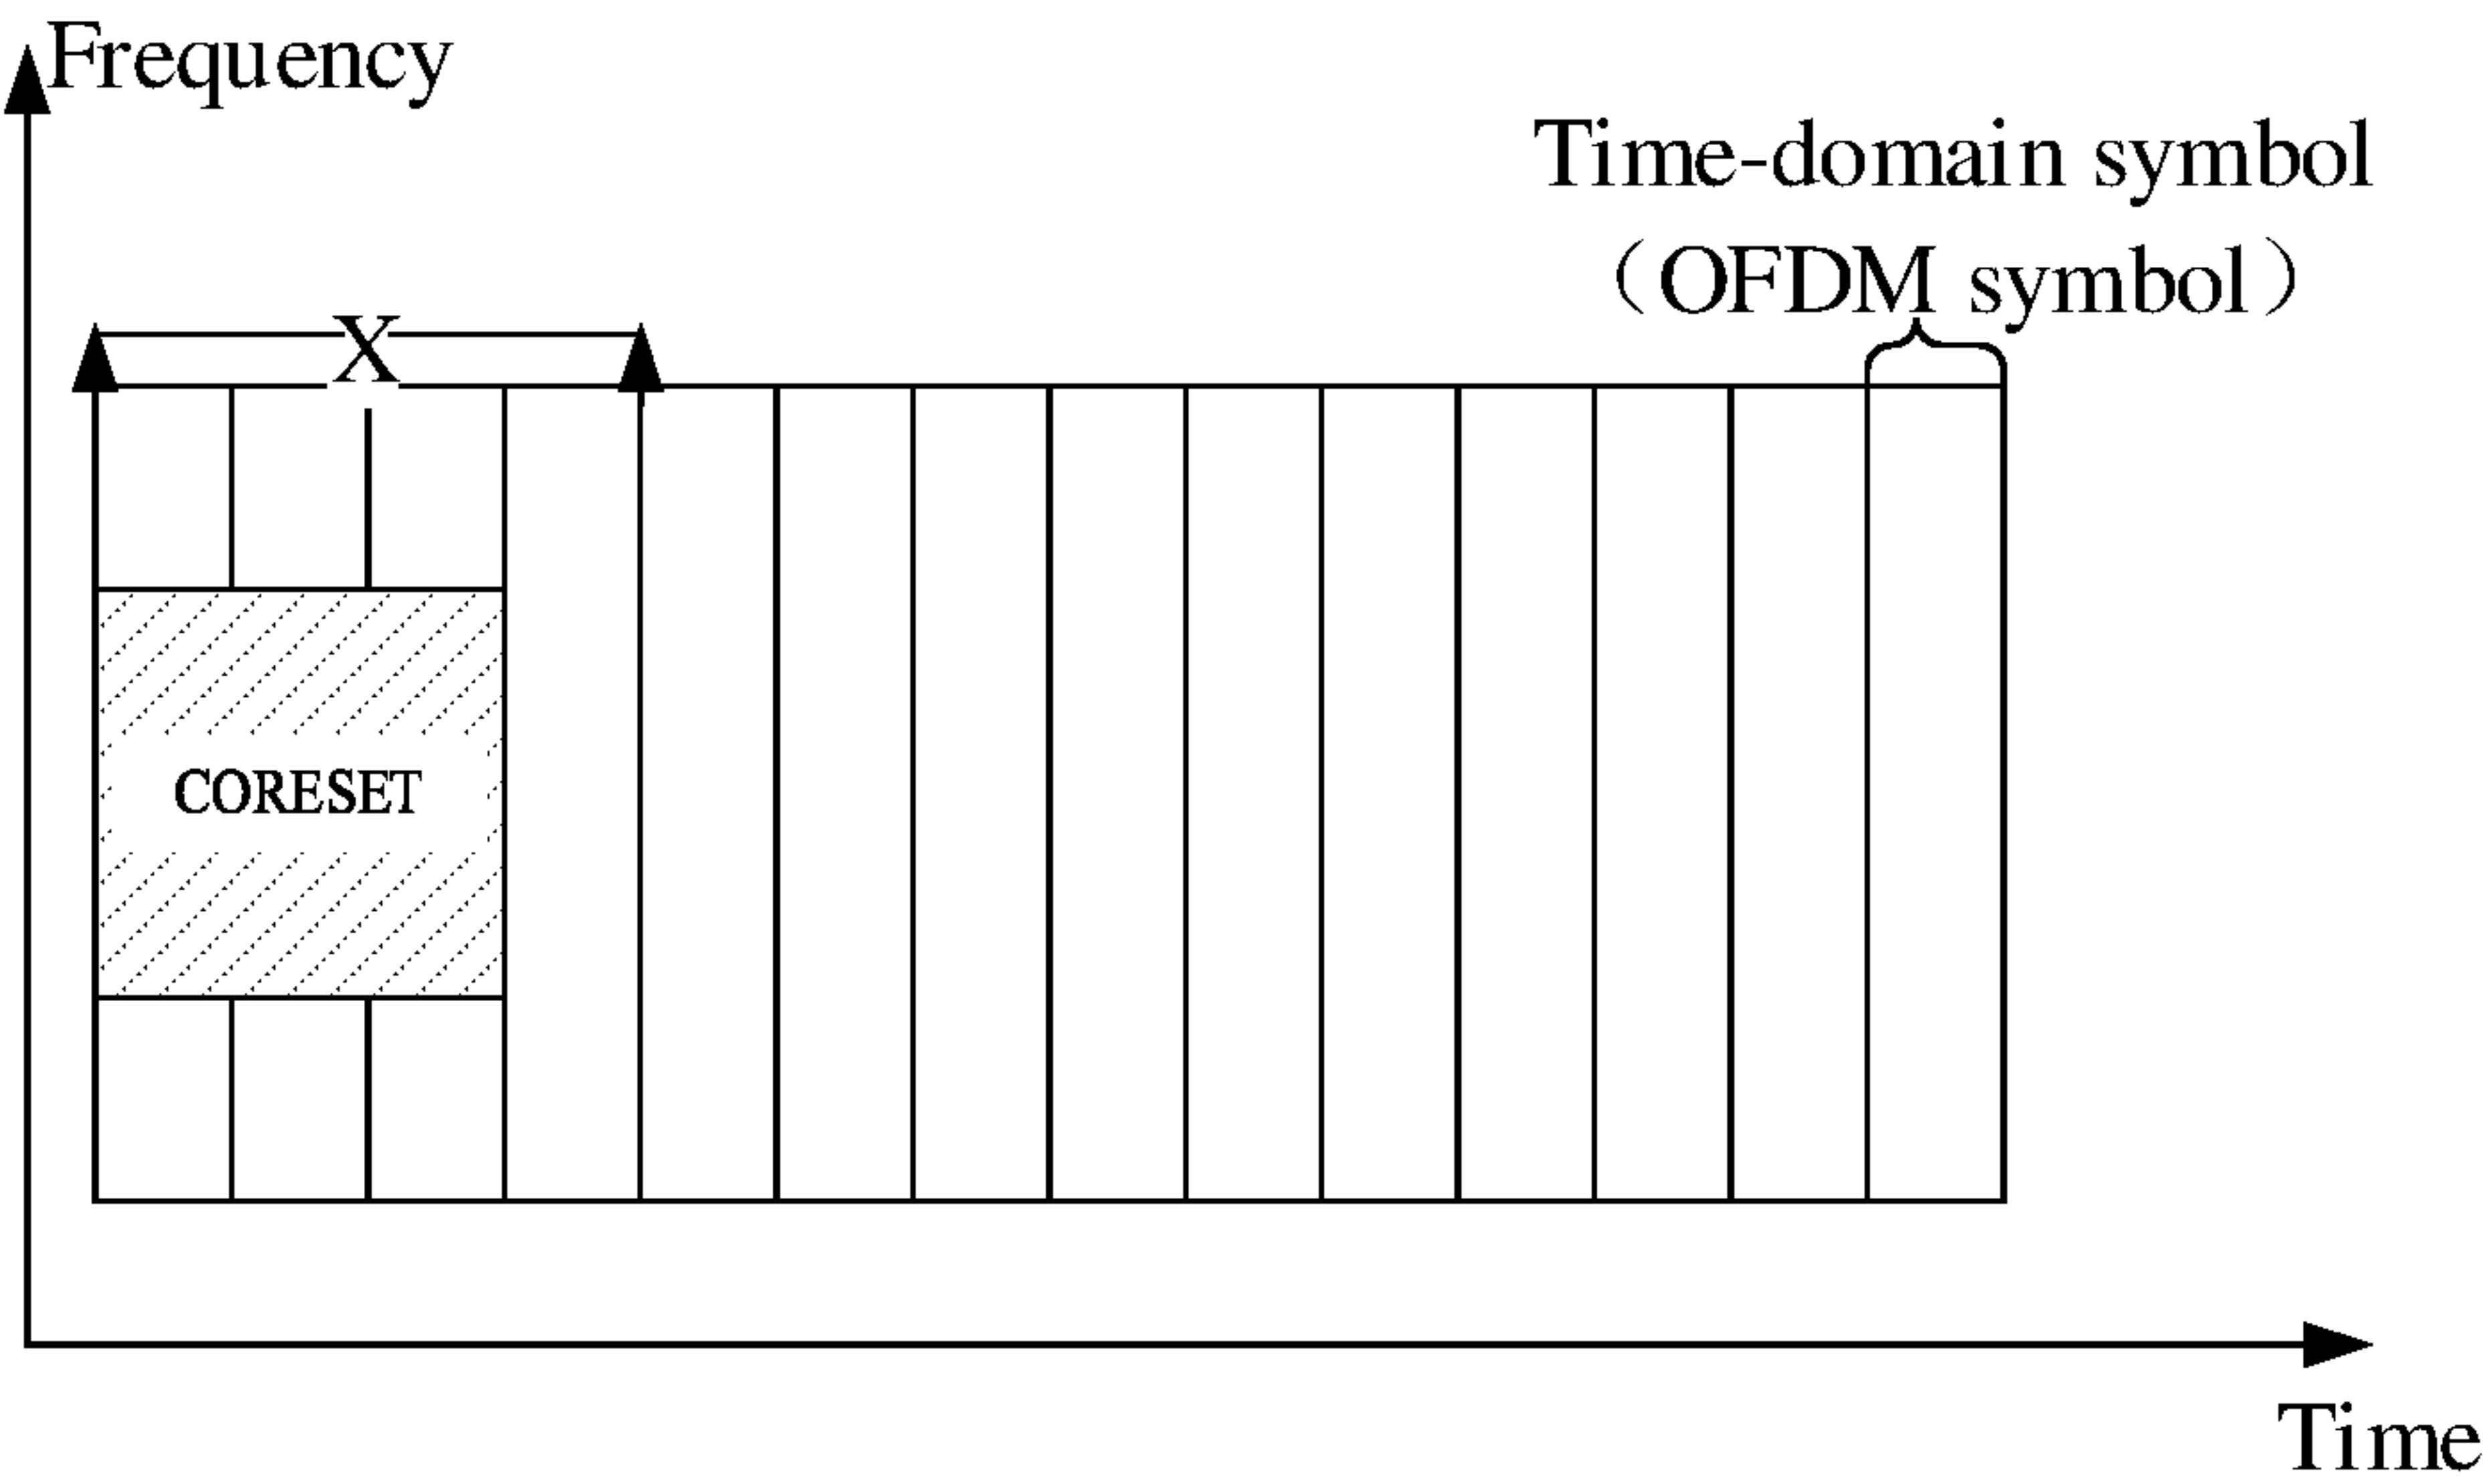 Frequency
Time-domain symbol
（OFDM symbol）
X
CORESET
Time